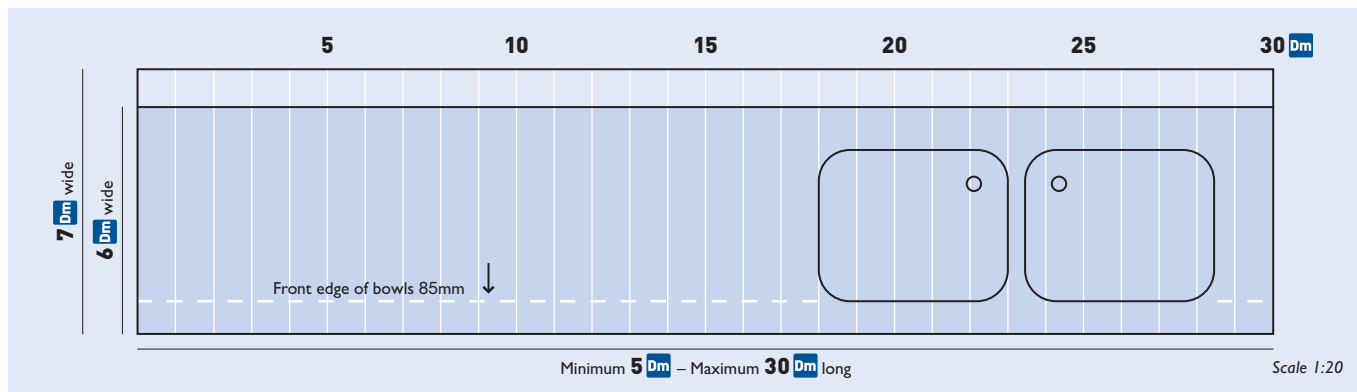 5 10 15 20 25 30 Dm
7 Dm wide
6 Dm wide
Front edge of bowls 85mm
Minimum 5 Dm – Maximum 30 Dm long
Scale 1:20